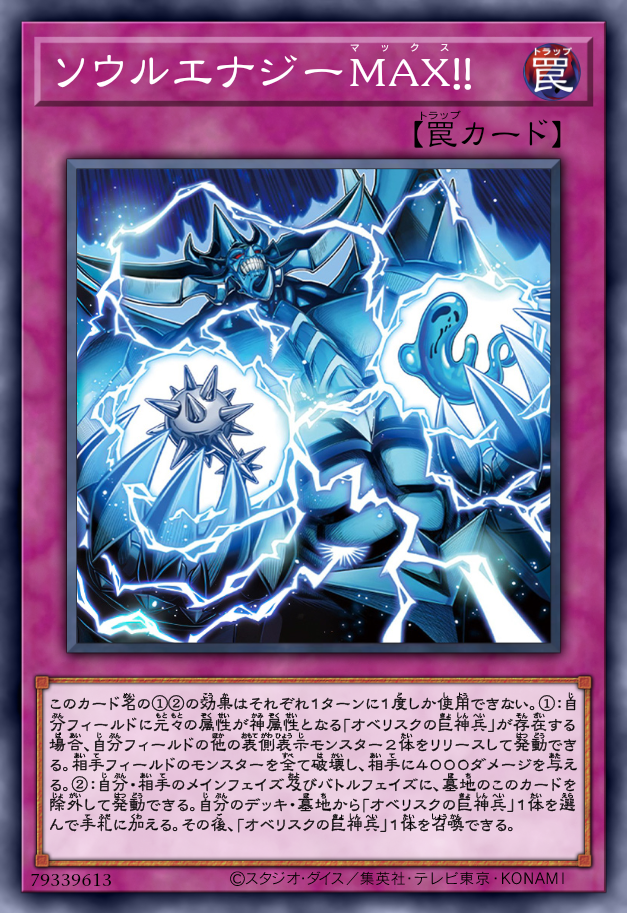 マックス
ソウルエナジーMAX!!
トラップ
罠
トラップ
【罠カード】
このカード名の①②の効果はそれぞれ1ターンに1度しか使用できない。①:自
分フィールドに元々の属性が神属性となる「オベリスクの巨神兵」が存在する
場合、自分フィールドの他の表側表示モンスター2体をリリースして発動でき
る。相手フィールドのモンスターを全て破壊し、相手に4000ダメージを与え
る。②:自分・相手のメインフェイズ及びバトルフェイズに、墓地のこのカードを
除外して発動できる。自分のデッキ・墓地から「オベリスクの巨神兵」1体を選
んで手札に加える。その後、「オベリスクの巨神兵」1体を召喚できる。
79339613
©スタジオ・ダイス/集英社・テレビ東京・KONAMI